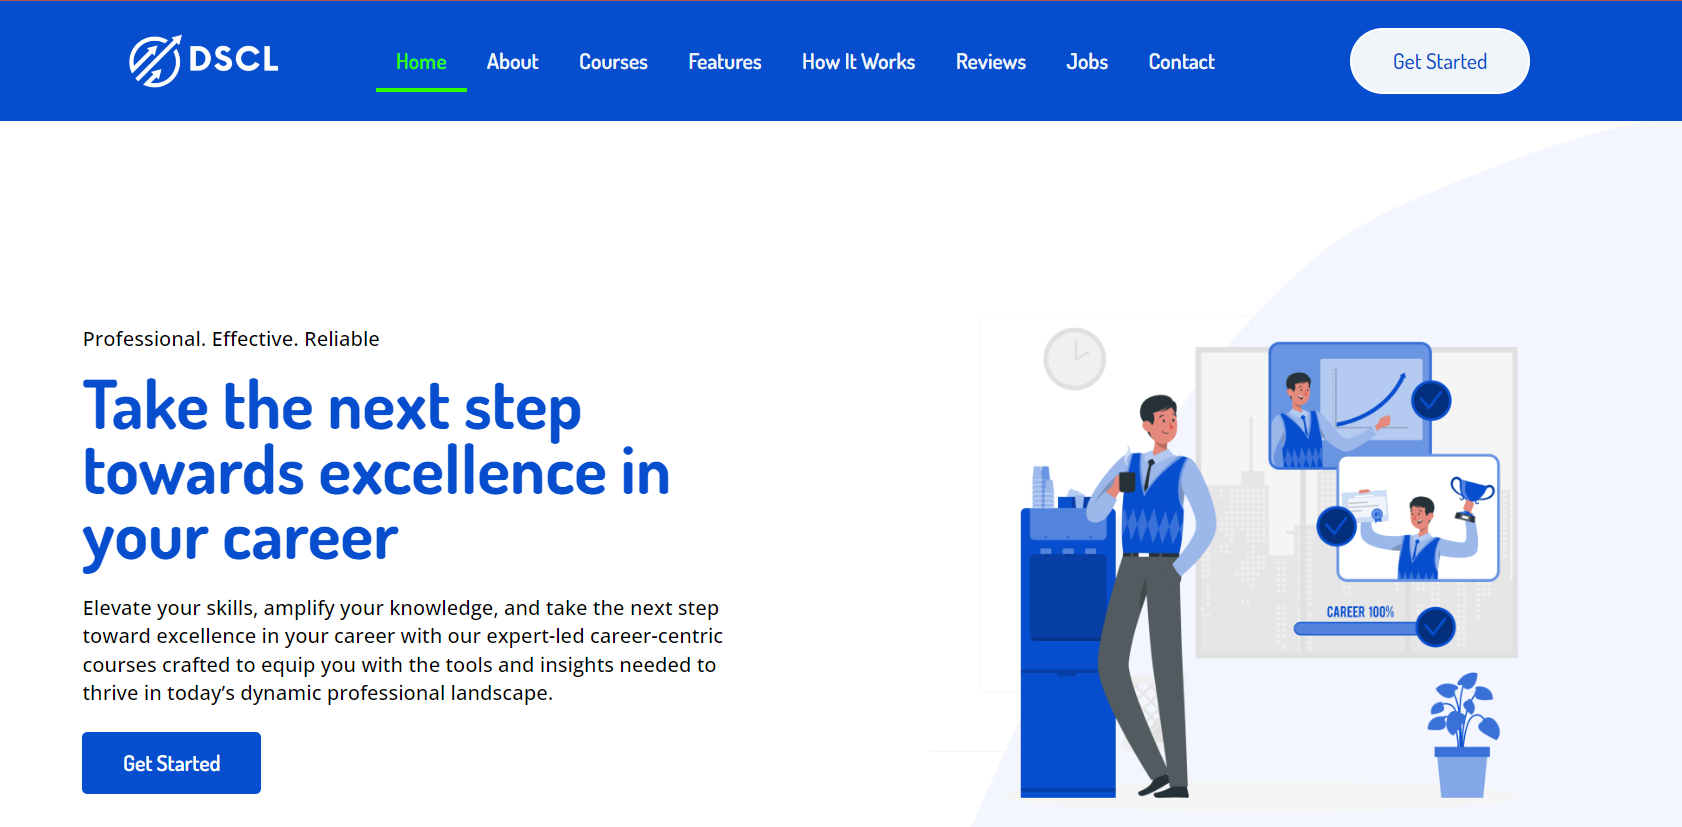 DSCL
Home About Courses Features How It Works Reviews Jobs Contact
Get Started
Professional. Effective. Reliable
Take the next step
towards excellence in
your career
Elevate your skills, amplify your knowledge, and take the next step
toward excellence in your career with our expert-led career-centric
courses crafted to equip you with the tools and insights needed to
thrive in today’s dynamic professional landscape.
Get Started
CAREER 100%